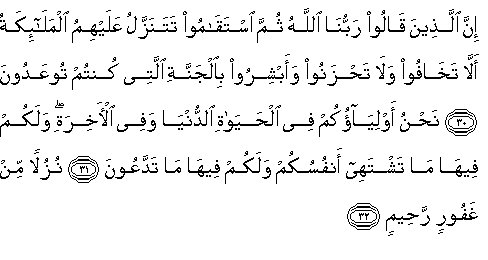 إِنَّ ٱلَّذِينَ قَالُوا۟ رَبُّنَا ٱللَّهُ ثُمَّ ٱسْتَقَـٰمُوا۟ تَتَنَزَّلُ عَلَيْهِمُ ٱلْمَلَـٰٓئِكَةُ
أَلَّا تَخَافُوا۟ وَلَا تَحْزَنُوا۟ وَأَبْشِرُوا۟ بِٱلْجَنَّةِ ٱلَّتِى كُنتُمْ تُوعَدُونَ
﴿٣٠﴾ نَحْنُ أَوْلِيَآؤُكُمْ فِى ٱلْحَيَوٰةِ ٱلدُّنْيَا وَفِى ٱلْـَٔاخِرَةِ ۖ وَلَكُمْ
فِيهَا مَا تَشْتَهِىٓ أَنفُسُكُمْ وَلَكُمْ فِيهَا مَا تَدَّعُونَ ﴿٣١﴾ نُزُلًا مِّنْ
غَفُورٍ رَّحِيمٍ ﴿٣٢﴾